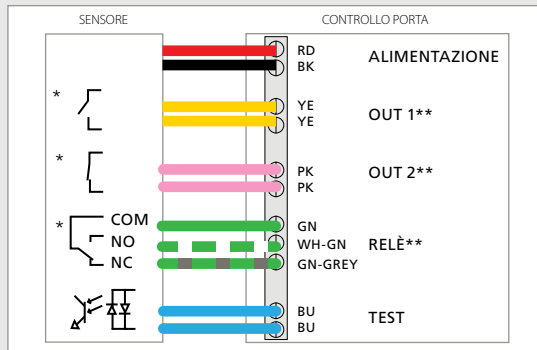 SENSORE CONTROLLO PORTA
RD ALIMENTAZIONE
BK
* YE OUT 1**
YE
* PK OUT 2**
PK
* COM GN
NO WH-GN RELÈ**
NC GN-GREY
BU TEST
BU